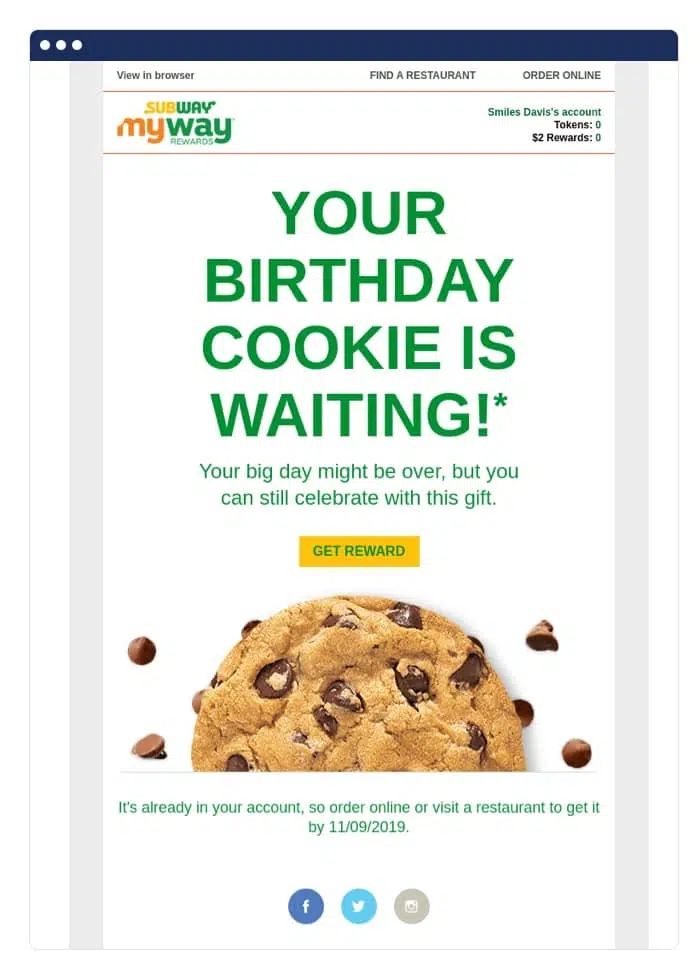 View in browser
FIND A RESTAURANT
ORDER ONLINE
SUBWAY
myway
REWARDS
Smiles Davis's account
Tokens: 0
$2 Rewards: 0
YOUR
BIRTHDAY
COOKIE IS
WAITING!*
Your big day might be over, but you
can still celebrate with this gift.
GET REWARD
It's already in your account, so order online or visit a restaurant to get it
by 11/09/2019.
f